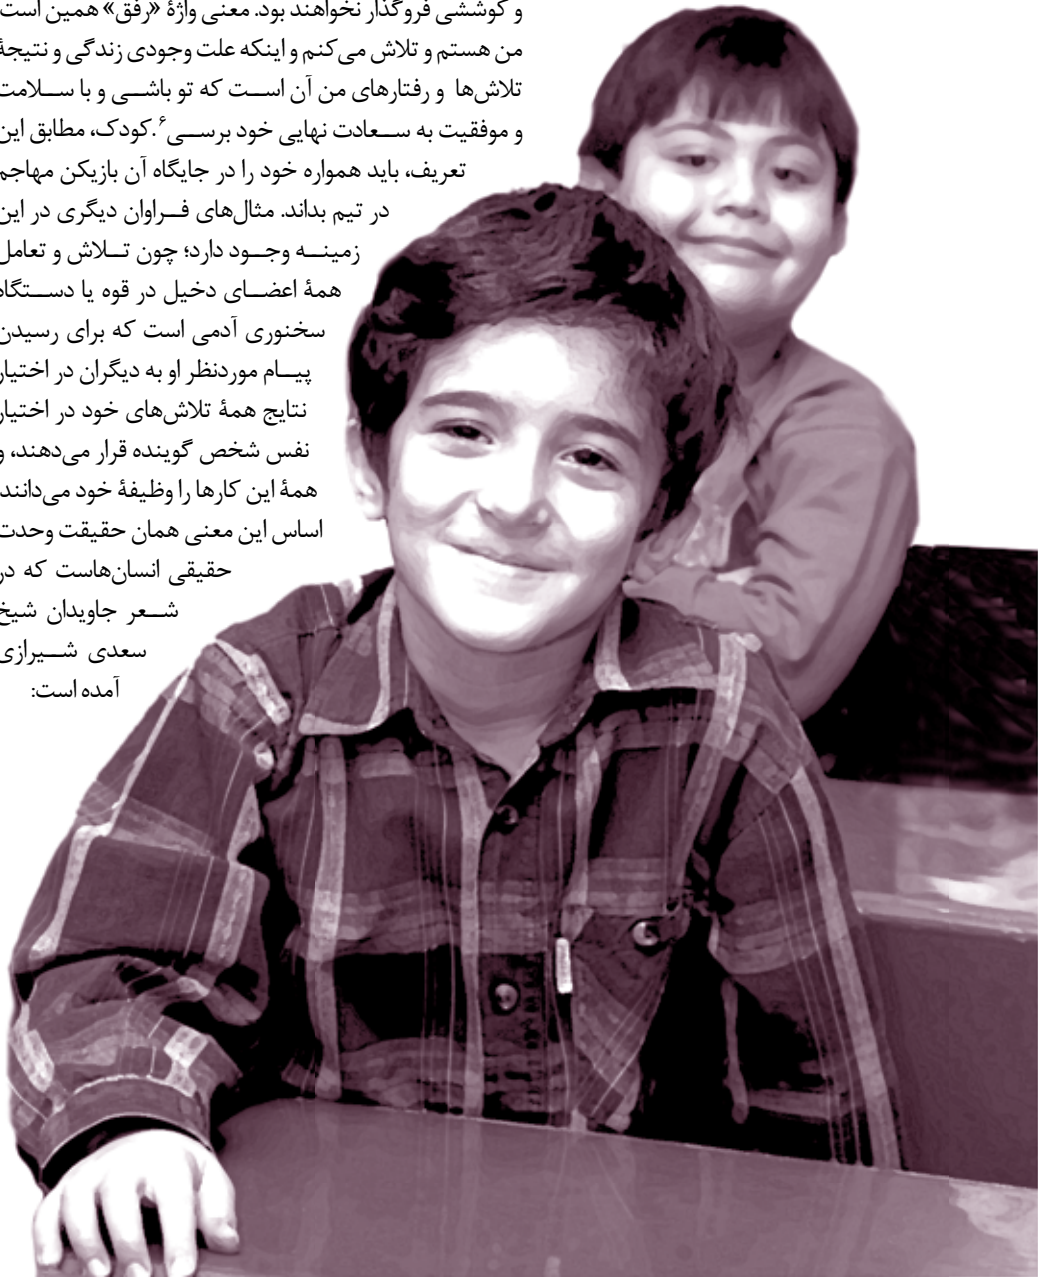 و کوششی فروگذار نخواهند بود. معنی واژهٔ «رفق» همین است
من هستم و تلاش می‌کنم و اینکه علت وجودی زندگی و نتیجهٔ
تلاش‌ها و رفتارهای من آن است که تو باشی و با سلامت
و موفقیت به سعادت نهایی خود برسی۶. کودک، مطابق این
تعریف، باید همواره خود را در جایگاه آن بازیکن مهاجم
در تیم بداند. مثال‌های فراوان دیگری در این
زمینه وجود دارد؛ چون تلاش و تعامل
همهٔ اعضای دخیل در قوه یا دستگاه
سخنوری آدمی است که برای رسیدن
پیام موردنظر او به دیگران در اختیار
نتایج همهٔ تلاش‌های خود در اختیار
نفس شخص گوینده قرار می‌دهند، و
همهٔ این کارها را وظیفهٔ خود می‌دانند
اساس این معنی همان حقیقت وحدت
حقیقی انسان‌هاست که در
شعر جاویدان شیخ
سعدی شیرازی
آمده است: